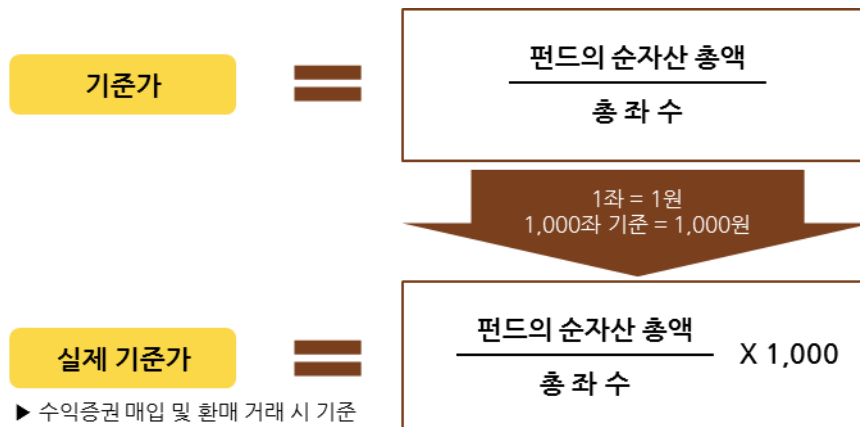 기준가
펀드의 순자산 총액
총 좌 수
1좌 = 1원
1,000좌 기준 = 1,000원
실제 기준가
펀드의 순자산 총액
총 좌 수
X 1,000
▶ 수익증권 매입 및 환매 거래 시 기준